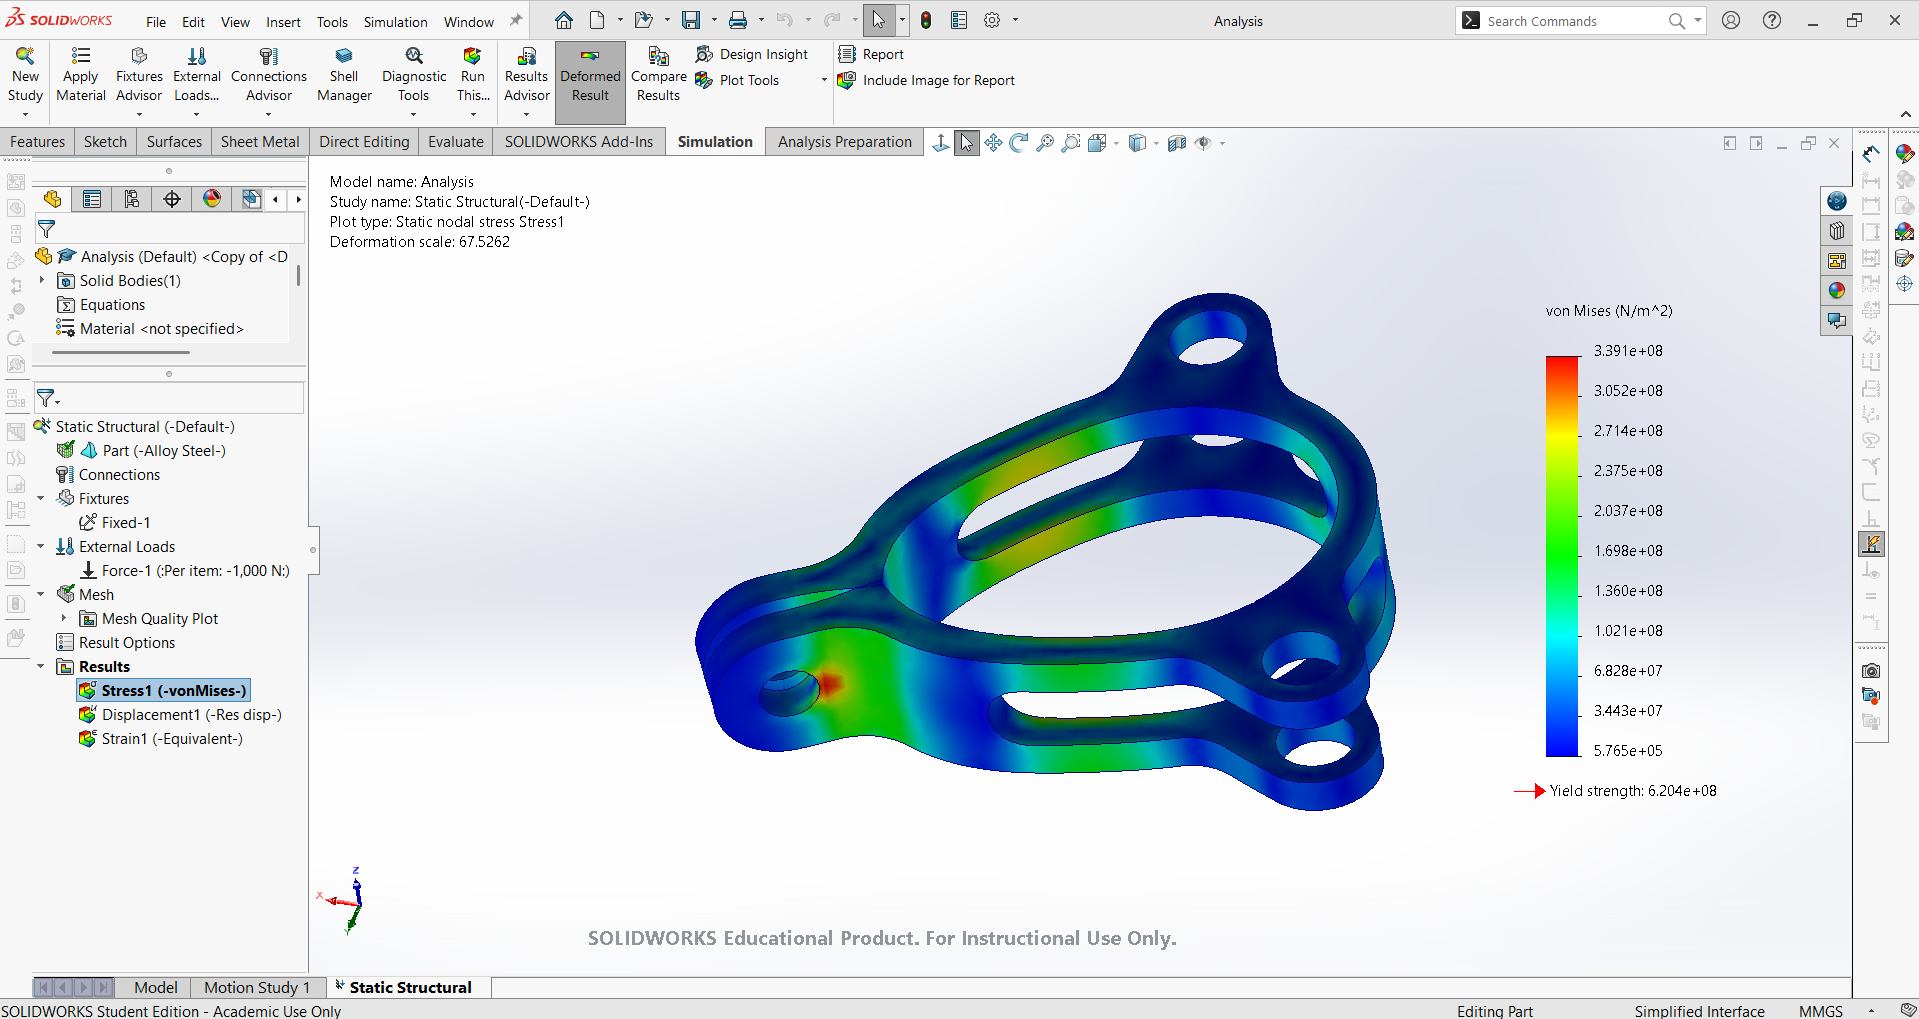 SOLIDWORKS File Edit View Insert Tools Simulation Window Analysis Search Commands
New Study
Apply Material
Fixtures Advisor
External Loads...
Connections Advisor
Shell Manager
Diagnostic Tools
Run This...
Results Advisor
Deformed Result
Compare Results
Design Insight
Plot Tools
Report
Include Image for Report
Features Sketch Surfaces Sheet Metal Direct Editing Evaluate SOLIDWORKS Add-Ins Simulation Analysis Preparation
Analysis (Default) <Copy of <D
Solid Bodies(1)
Equations
Material <not specified>
Static Structural (-Default-)
Part (-Alloy Steel-)
Connections
Fixtures
Fixed-1
External Loads
Force-1 (:Per item: -1,000 N:)
Mesh
Mesh Quality Plot
Result Options
Results
Stress1 (-vonMises-)
Displacement1 (-Res disp-)
Strain1 (-Equivalent-)
Model name: Analysis
Study name: Static Structural(-Default-)
Plot type: Static nodal stress Stress1
Deformation scale: 67.5262
von Mises (N/m^2)
3.391e+08
3.052e+08
2.714e+08
2.375e+08
2.037e+08
1.698e+08
1.360e+08
1.021e+08
6.828e+07
3.443e+07
5.765e+05
Yield strength: 6.204e+08
Z
X
Y
SOLIDWORKS Educational Product. For Instructional Use Only.
Model Motion Study 1 Static Structural
SOLIDWORKS Student Edition - Academic Use Only Editing Part Simplified Interface MMGS